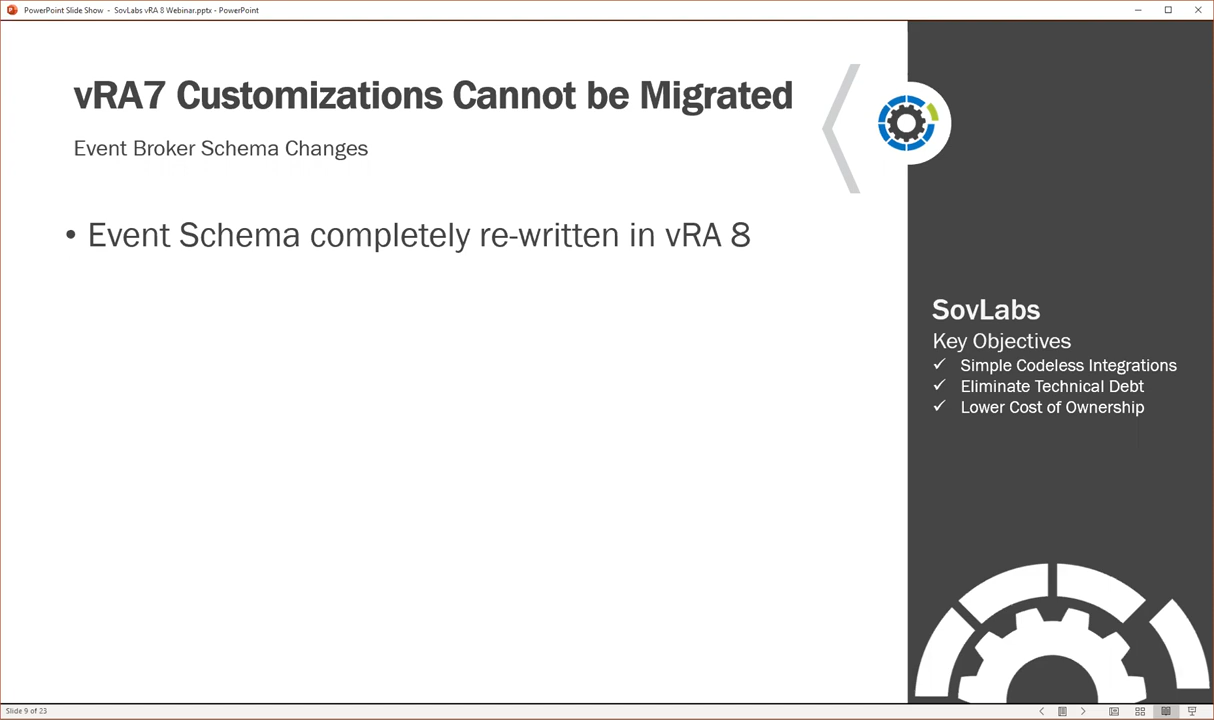 PowerPoint Slide Show - SovLabs vRA 8 Webinar.pptx - PowerPoint
vRA7 Customizations Cannot be Migrated
Event Broker Schema Changes
• Event Schema completely re-written in vRA 8
SovLabs
Key Objectives
✓ Simple Codeless Integrations
✓ Eliminate Technical Debt
✓ Lower Cost of Ownership
Slide 9 of 23